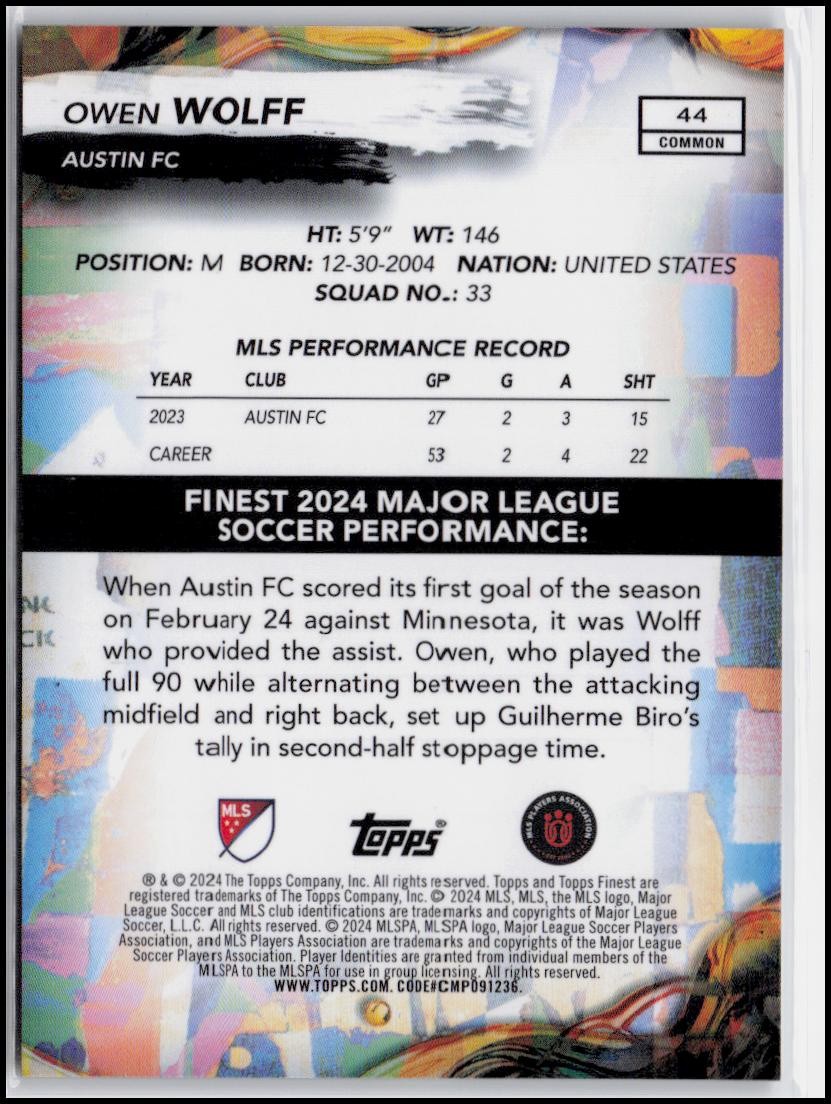 OWEN WOLFF
AUSTIN FC
44
COMMON
HT: 5'9" WT: 146
POSITION: M BORN: 12-30-2004 NATION: UNITED STATES
SQUAD NO.: 33
MLS PERFORMANCE RECORD
YEAR CLUB GP G A SHT
2023 AUSTIN FC 27 2 3 15
CAREER 53 2 4 22
FINEST 2024 MAJOR LEAGUE
SOCCER PERFORMANCE:
When Austin FC scored its first goal of the season
on February 24 against Minnesota, it was Wolff
who provided the assist. Owen, who played the
full 90 while alternating between the attacking
midfield and right back, set up Guilherme Biro's
tally in second-half stoppage time.
MLS
Topps®
MLS PLAYERS ASSOCIATION
® & © 2024 The Topps Company, Inc. All rights reserved. Topps and Topps Finest are
registered trademarks of The Topps Company, Inc. © 2024 MLS, MLS, the MLS logo, Major
League Soccer and MLS club identifications are trademarks and copyrights of Major League
Soccer, L.L.C. All rights reserved. © 2024 MLSPA, MLSPA logo, Major League Soccer Players
Association, and MLS Players Association are trademarks and copyrights of the Major League
Soccer Players Association. Player Identities are granted from individual members of the
MLSPA to the MLSPA for use in group licensing. All rights reserved.
WWW.TOPPS.COM. CODE#CMP091236.